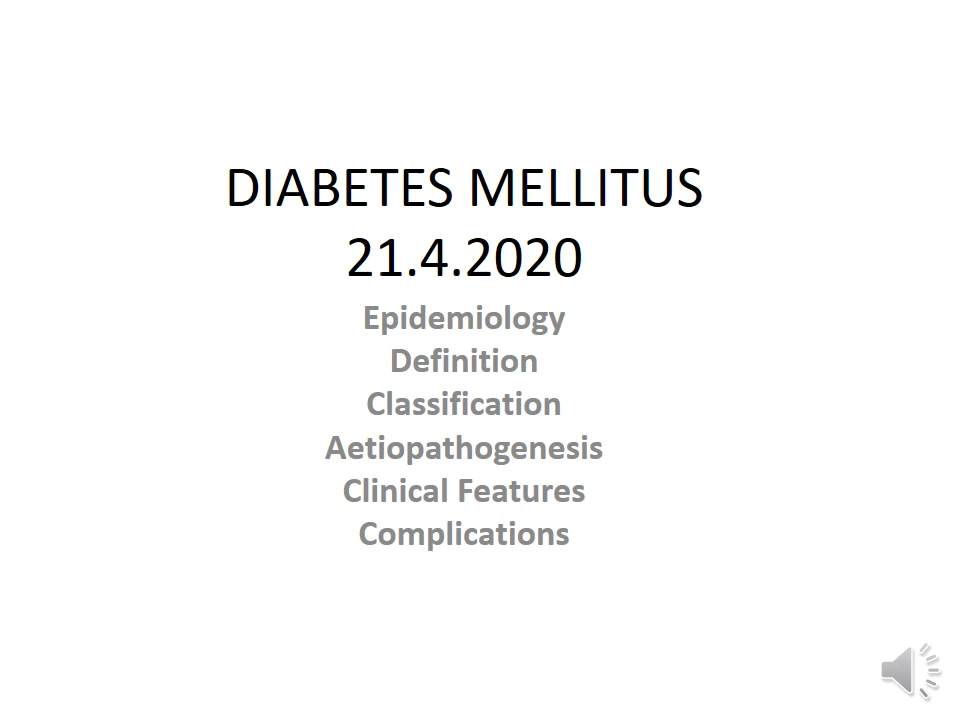 DIABETES MELLITUS
21.4.2020
Epidemiology
Definition
Classification
Aetiopathogenesis
Clinical Features
Complications